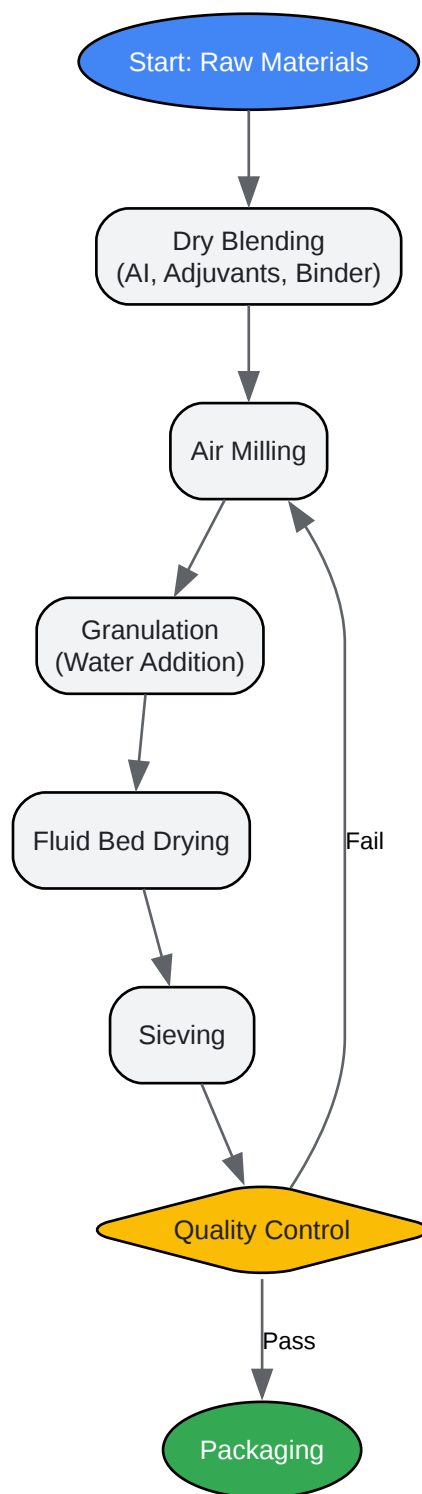 Start: Raw Materials
Dry Blending
(AI, Adjuvants, Binder)
Air Milling
Granulation
(Water Addition)
Fluid Bed Drying
Fail
Sieving
Quality Control
Pass
Packaging